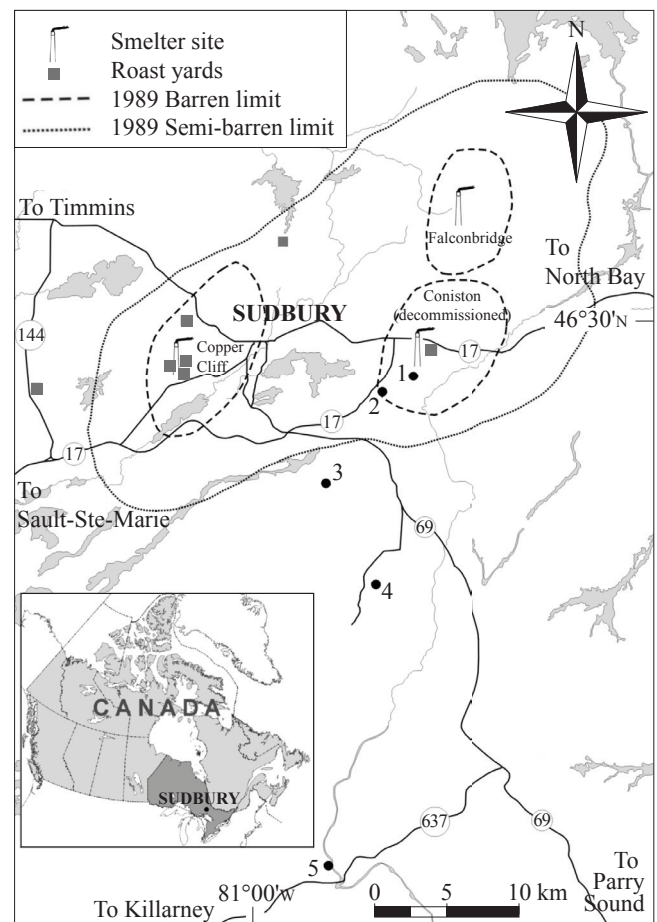 Smelter site
Roast yards
1989 Barren limit
1989 Semi-barren limit
N
To Timmins
Falconbridge
To
North Bay
Coniston
(decommissioned)
SUDBURY
46°30'N
144
Copper
Cliff
17
1
2
17
17
To
Sault-Ste-Marie
3
69
4
CANADA
SUDBURY
637
69
5
81°00'W
To Killarney
0 5 10 km
To
Parry
Sound